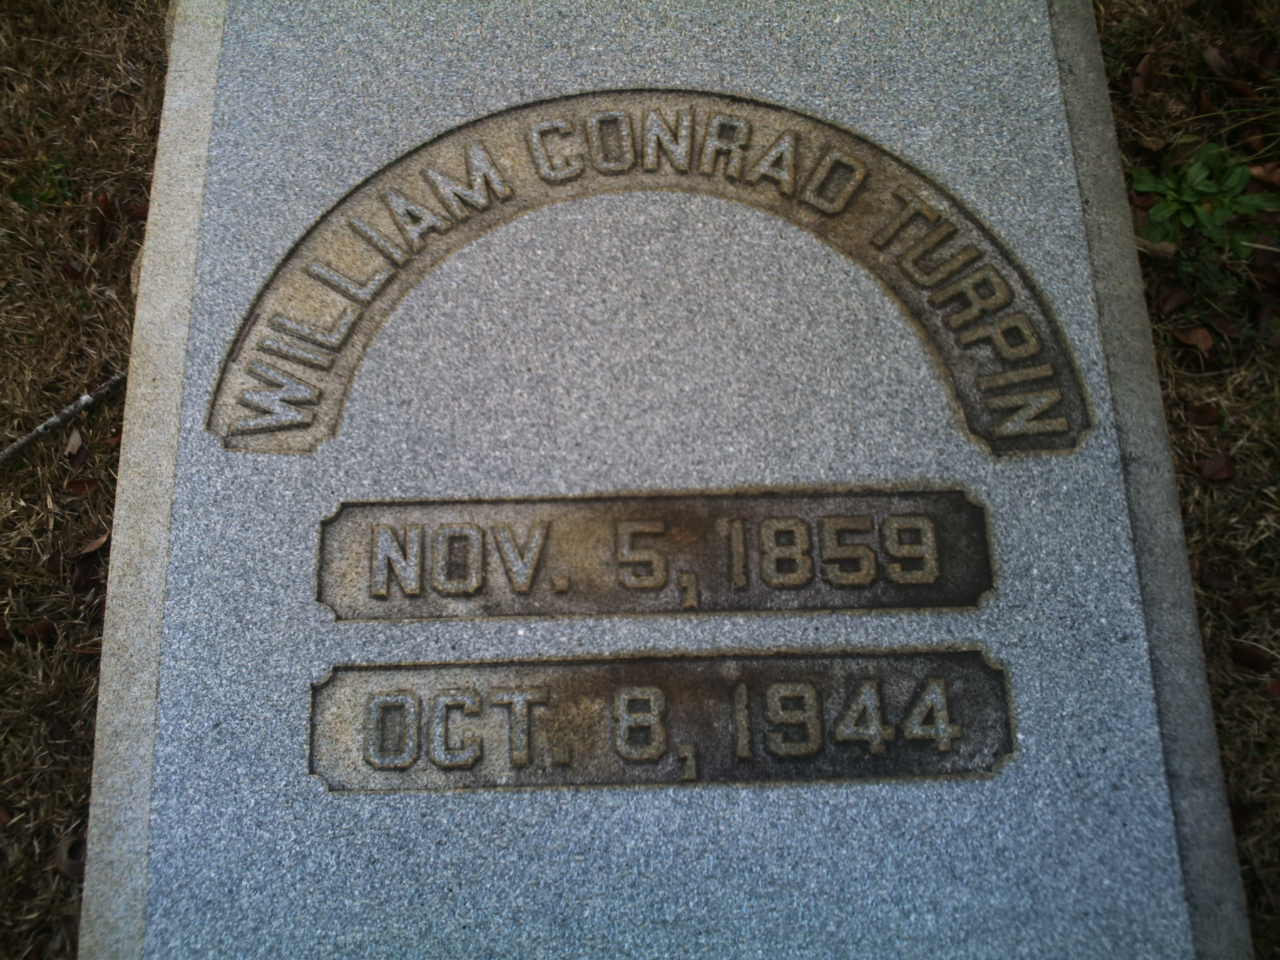 WILLIAM CONRAD TURPIN
NOV. 5, 1859
OCT. 8, 1944